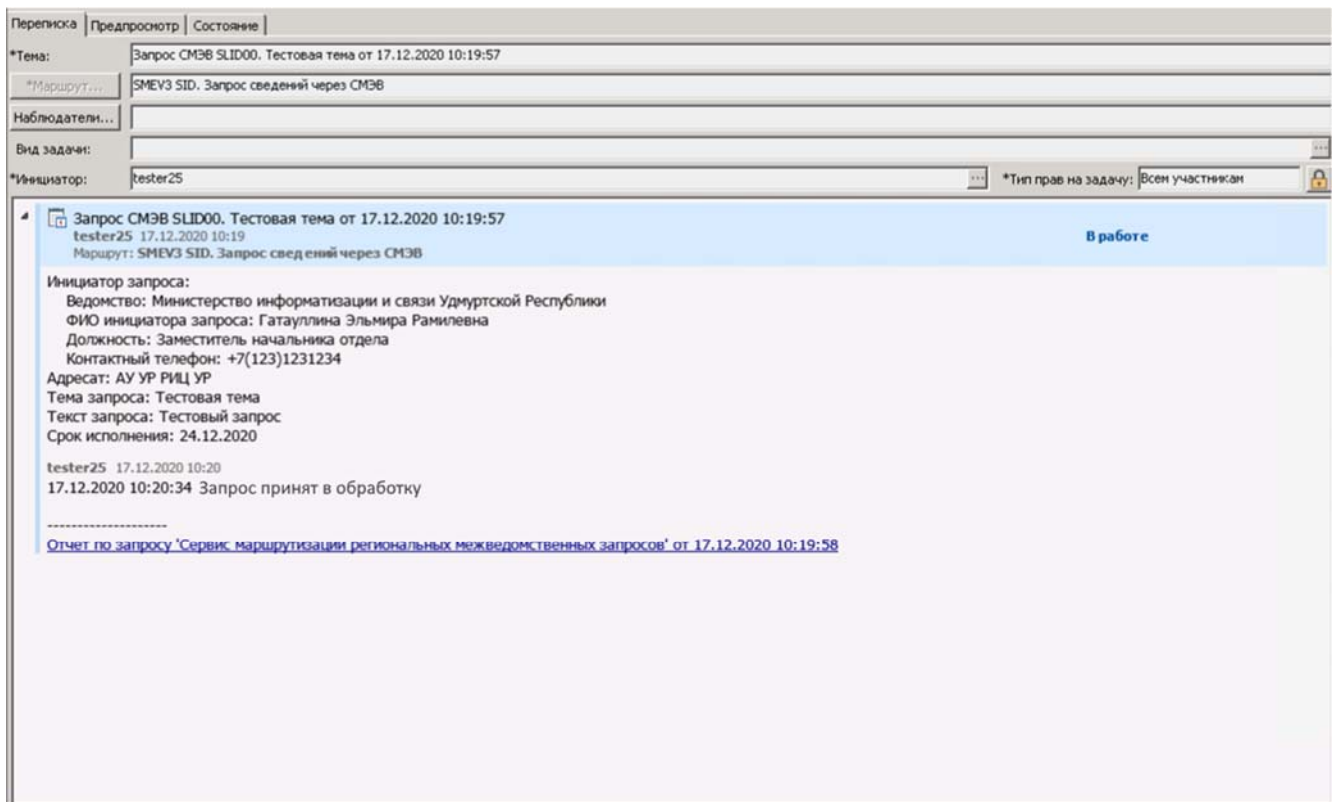 Переписка Предпросмотр Состояние
*Тема: Запрос СМЭВ SLID00. Тестовая тема от 17.12.2020 10:19:57
*Маршрут... SMEV3 SID. Запрос сведений через СМЭВ
Наблюдатели...
Вид задачи: ...
*Инициатор: tester25 ... *Тип прав на задачу: Всем участникам
Запрос СМЭВ SLID00. Тестовая тема от 17.12.2020 10:19:57
tester25 17.12.2020 10:19 В работе
Маршрут: SMEV3 SID. Запрос сведений через СМЭВ
Инициатор запроса:
Ведомство: Министерство информатизации и связи Удмуртской Республики
ФИО инициатора запроса: Гатауллина Эльмира Рамилевна
Должность: Заместитель начальника отдела
Контактный телефон: +7(123)1231234
Адресат: АУ УР РИЦ УР
Тема запроса: Тестовая тема
Текст запроса: Тестовый запрос
Срок исполнения: 24.12.2020
tester25 17.12.2020 10:20
17.12.2020 10:20:34 Запрос принят в обработку
--------------------
Отчет по запросу 'Сервис маршрутизации региональных межведомственных запросов' от 17.12.2020 10:19:58